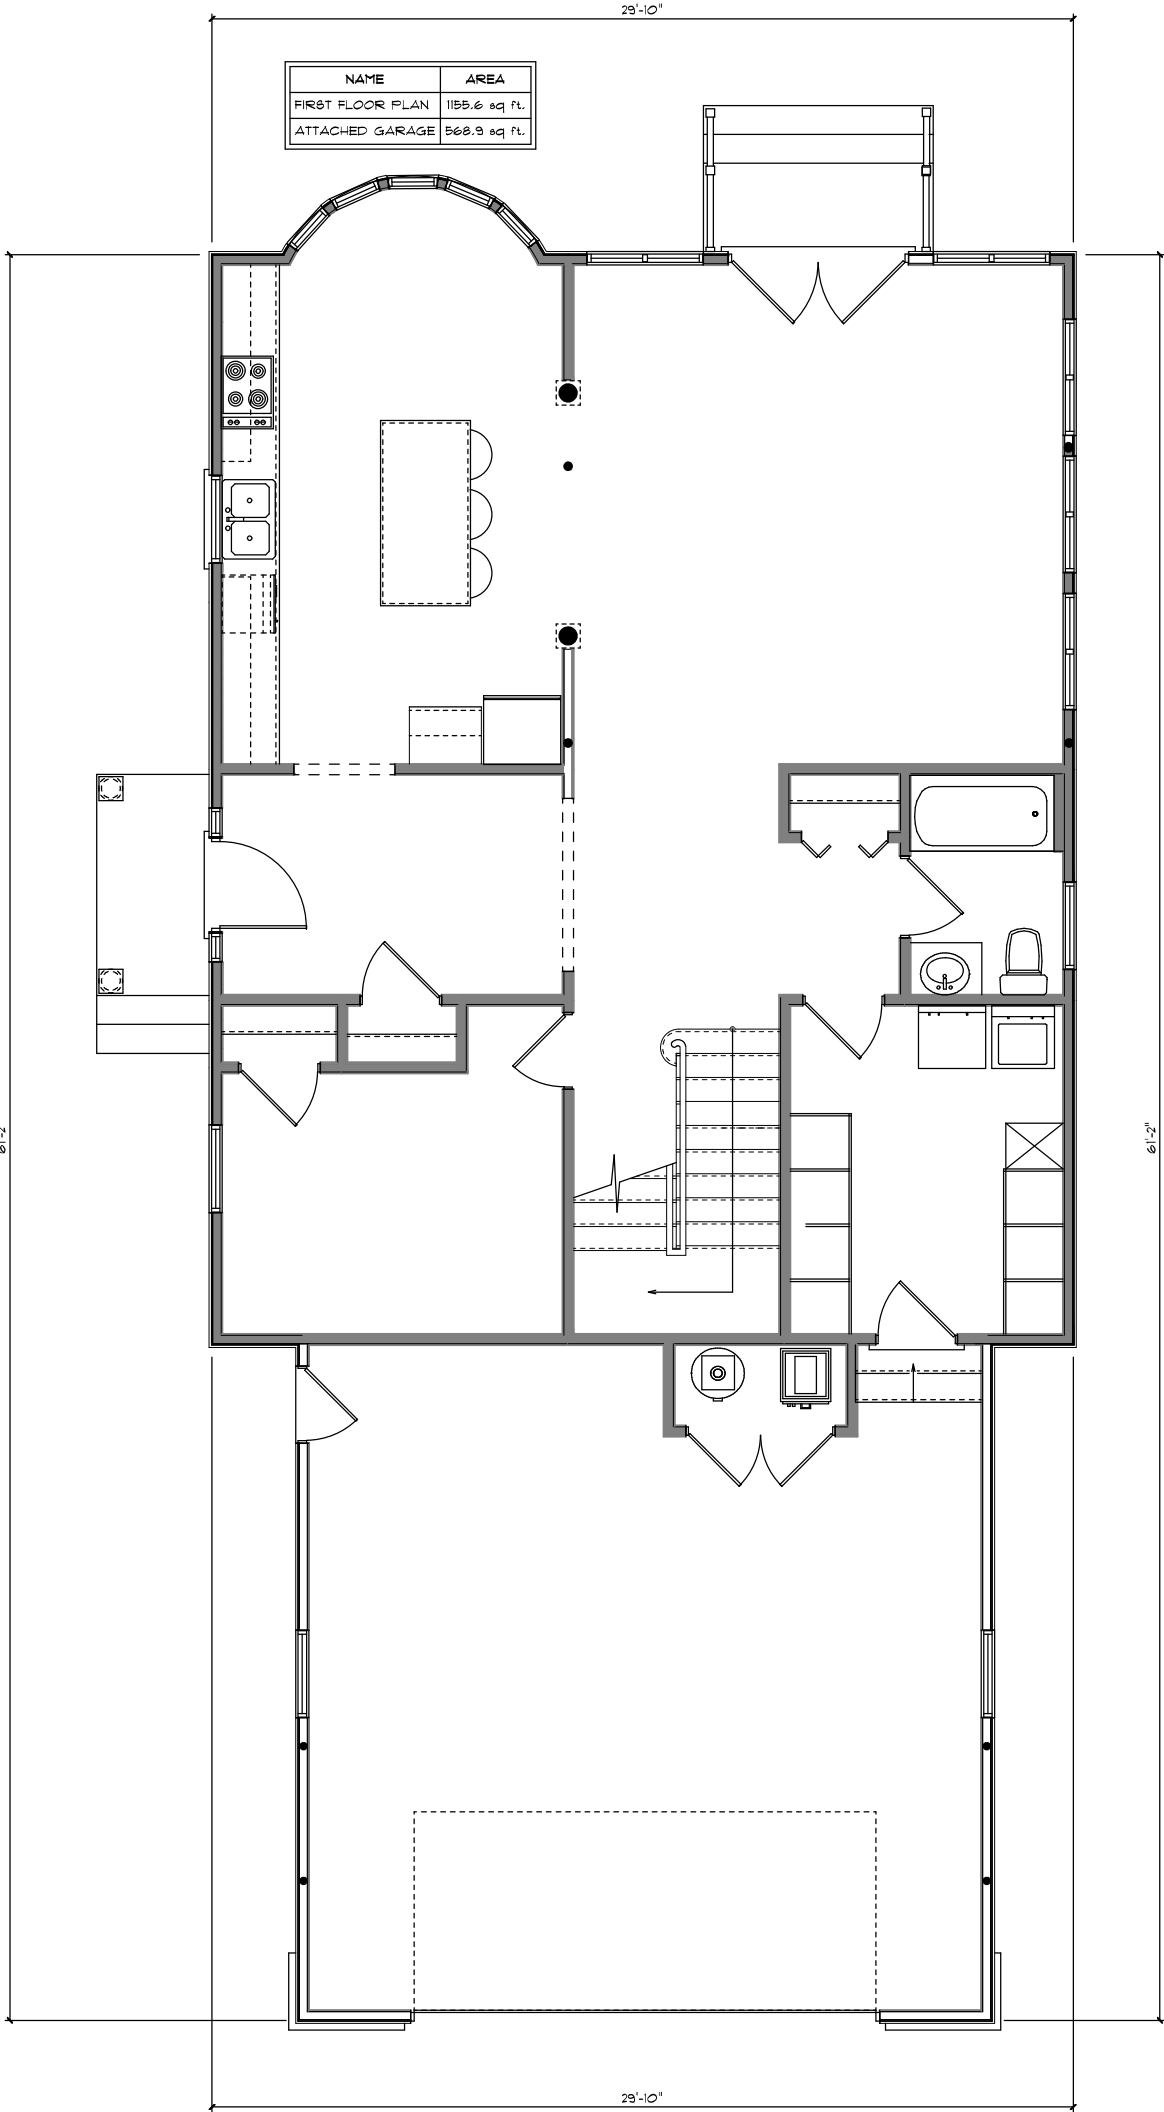 29'-10"
NAME AREA
FIRST FLOOR PLAN 1155.6 sq ft.
ATTACHED GARAGE 568.9 sq ft.
61'-2"
61'-2"
29'-10"